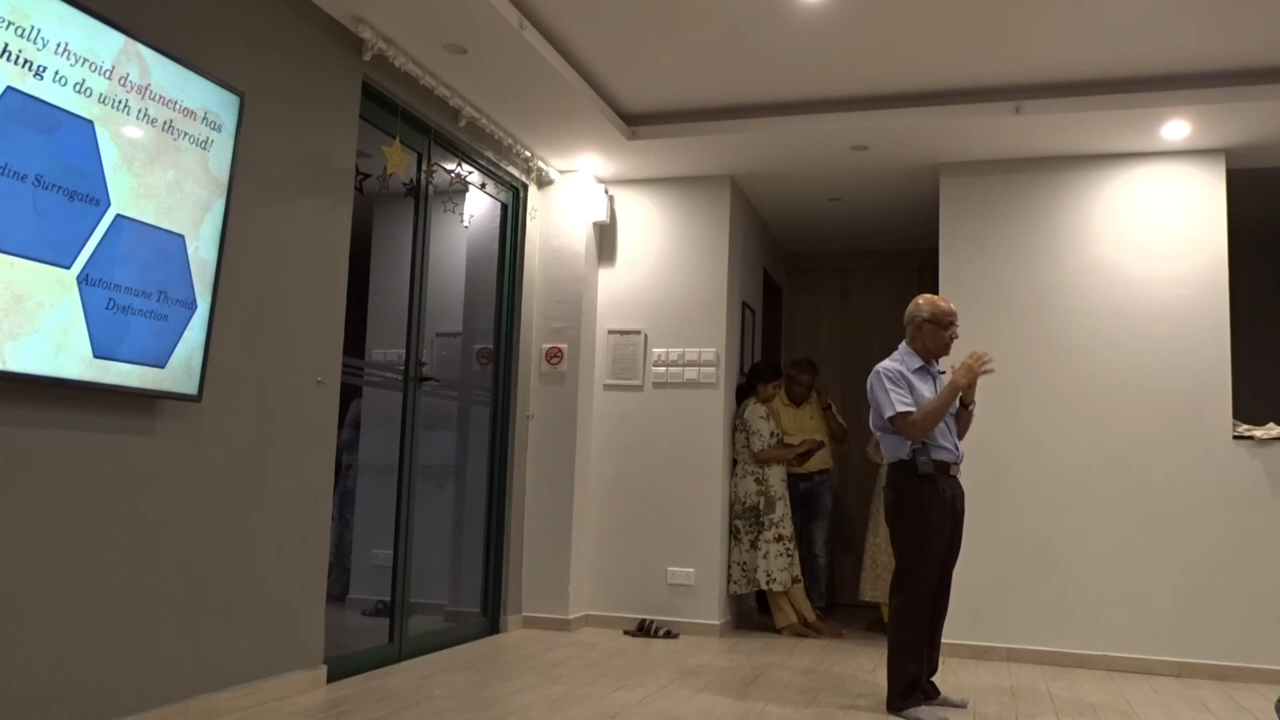 erally thyroid dysfunction has
hing to do with the thyroid!
dine Surrogates
Autoimmune Thyroid
Dysfunction